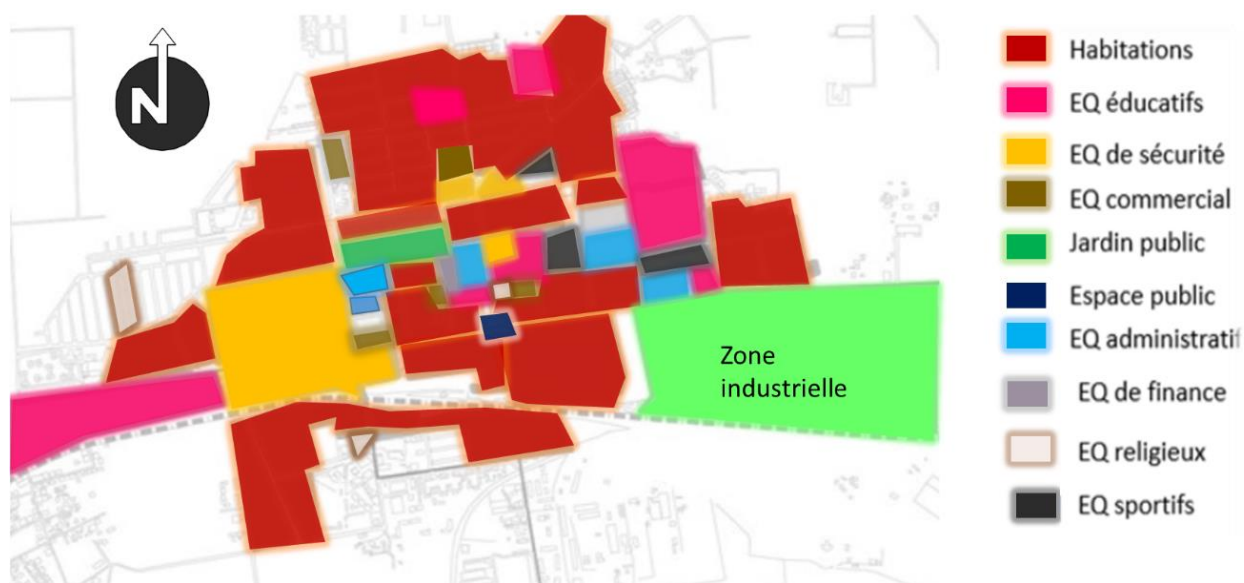 N
Habitations
EQ éducatifs
EQ de sécurité
EQ commercial
Jardin public
Espace public
EQ administratif
EQ de finance
EQ religieux
EQ sportifs
Zone
industrielle